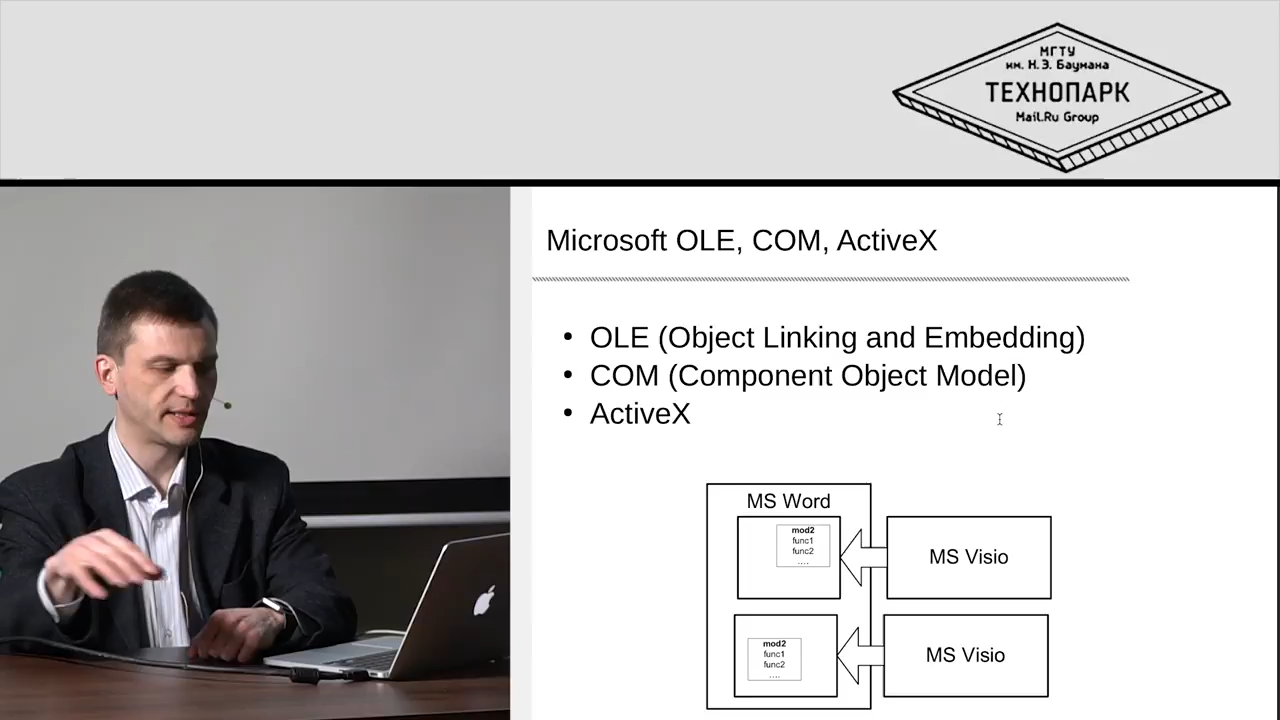 МГТУ
им. Н.Э. Баумана
ТЕХНОПАРК
Mail.Ru Group
Microsoft OLE, COM, ActiveX
• OLE (Object Linking and Embedding)
• COM (Component Object Model)
• ActiveX
MS Word
mod2
func1
func2
....
MS Visio
mod2
func1
func2
....
MS Visio